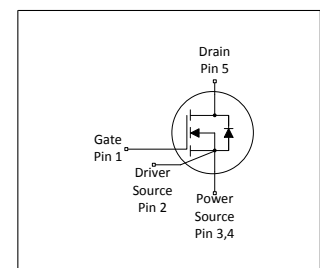 Drain
Pin 5
Gate
Pin 1
Driver
Source
Pin 2
Power
Source
Pin 3,4